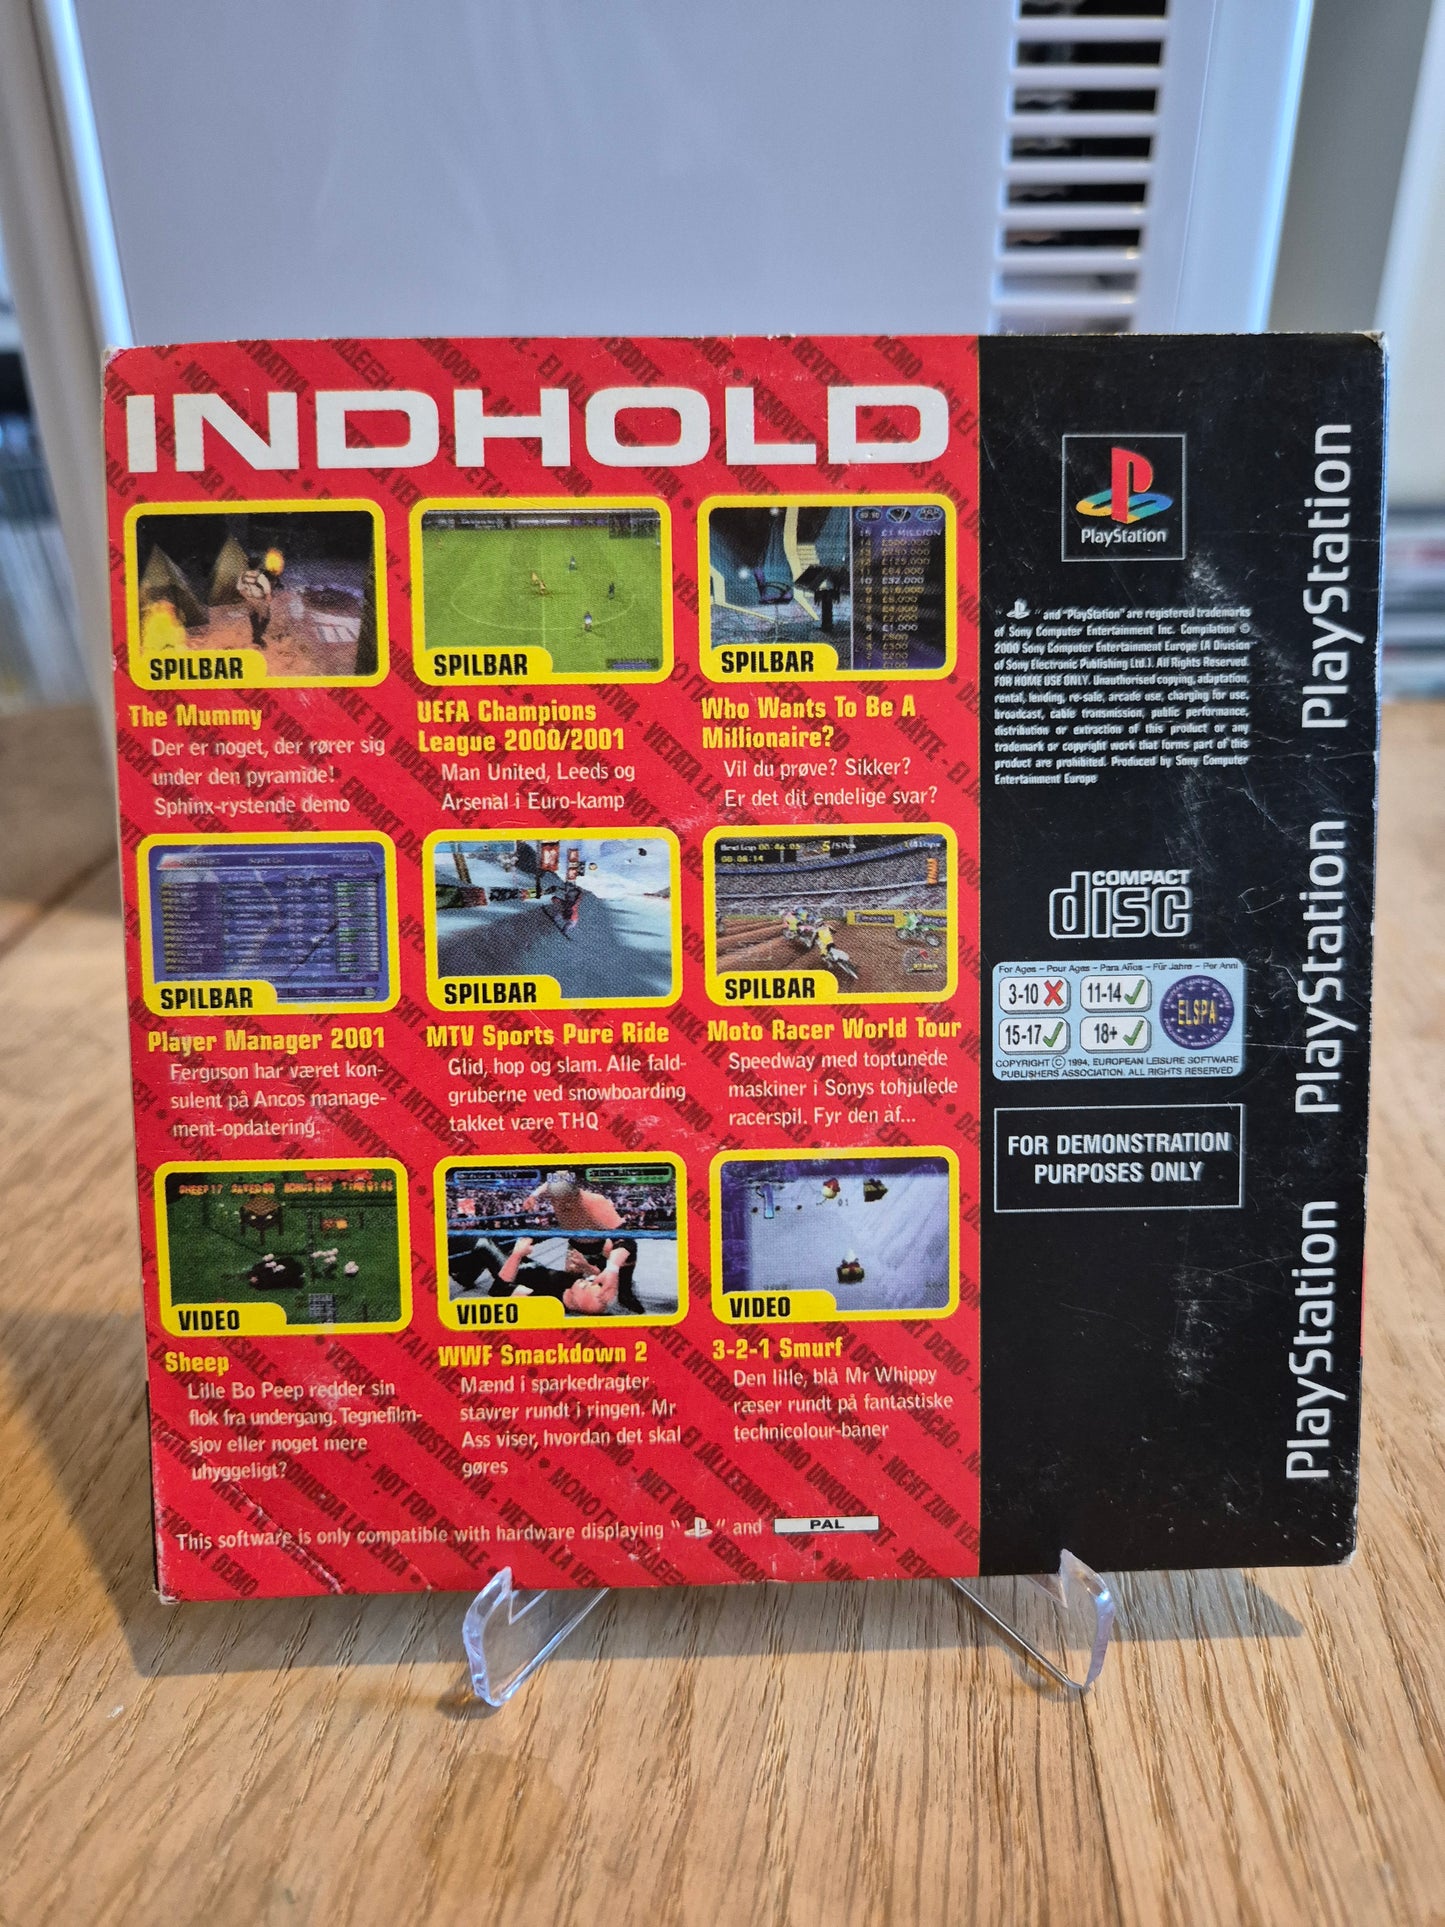 INDHOLD
SPILBAR
The Mummy
Der er noget, der rører sig
under den pyramide!
Sphinx-rystende demo
SPILBAR
UEFA Champions
League 2000/2001
Man United, Leeds og
Arsenal i Euro-kamp
SPILBAR
Who Wants To Be A
Millionaire?
Vil du prøve? Sikker?
Er det dit endelige svar?
SPILBAR
Player Manager 2001
Ferguson har været kon-
sulent på Ancos manage-
ment-opdatering.
SPILBAR
MTV Sports Pure Ride
Glid, hop og slam. Alle fald-
gruberne ved snowboarding
takket være THQ
SPILBAR
Moto Racer World Tour
Speedway med toptunede
maskiner i Sonys tohjulede
racerspil. Fyr den af...
VIDEO
Sheep
Lille Bo Peep redder sin
flok fra undergang. Tegnefilm-
sjov eller noget mere
uhyggeligt?
VIDEO
WWF Smackdown 2
Mænd i sparkedragter
stavrer rundt i ringen. Mr
Ass viser, hvordan det skal
gøres
VIDEO
3-2-1 Smurf
Den lille, blå Mr Whippy
ræser rundt på fantastiske
technicolour-baner
This software is only compatible with hardware displaying " " and PAL
PlayStation
" " and "PlayStation" are registered trademarks
of Sony Computer Entertainment Inc. Compilation ©
2000 Sony Computer Entertainment Europe (A Division
of Sony Electronic Publishing Ltd.). All Rights Reserved.
FOR HOME USE ONLY. Unauthorised copying, adaptation,
rental, lending, re-sale, arcade use, charging for use,
broadcast, cable transmission, public performance,
distribution or extraction of this product or any
trademark or copyright work that forms part of this
product are prohibited. Produced by Sony Computer
Entertainment Europe
COMPACT
disc
For Ages - Pour Ages - Para Años - Für Jahre - Per Anni
3-10 11-14
15-17 18+
ELSPA
COPYRIGHT © 1994, EUROPEAN LEISURE SOFTWARE
PUBLISHERS ASSOCIATION. ALL RIGHTS RESERVED
FOR DEMONSTRATION
PURPOSES ONLY
PlayStation
PlayStation
PlayStation